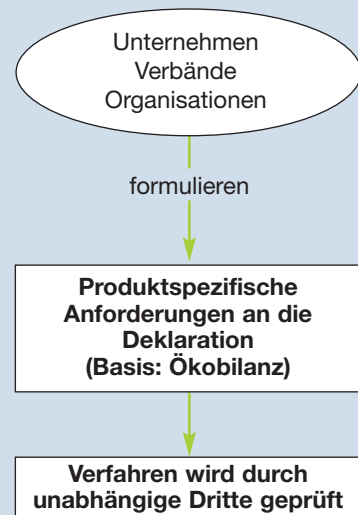 Unternehmen
Verbände
Organisationen
formulieren
Produktspezifische
Anforderungen an die
Deklaration
(Basis: Ökobilanz)
Verfahren wird durch
unabhängige Dritte geprüft